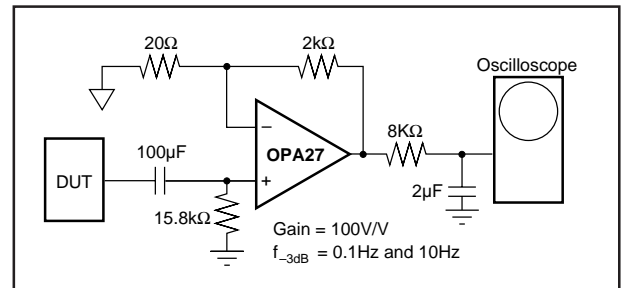 20Ω
2kΩ
Oscilloscope
100µF
−
OPA27
8KΩ
DUT
+
2µF
15.8kΩ
Gain = 100V/V
f–3dB = 0.1Hz and 10Hz